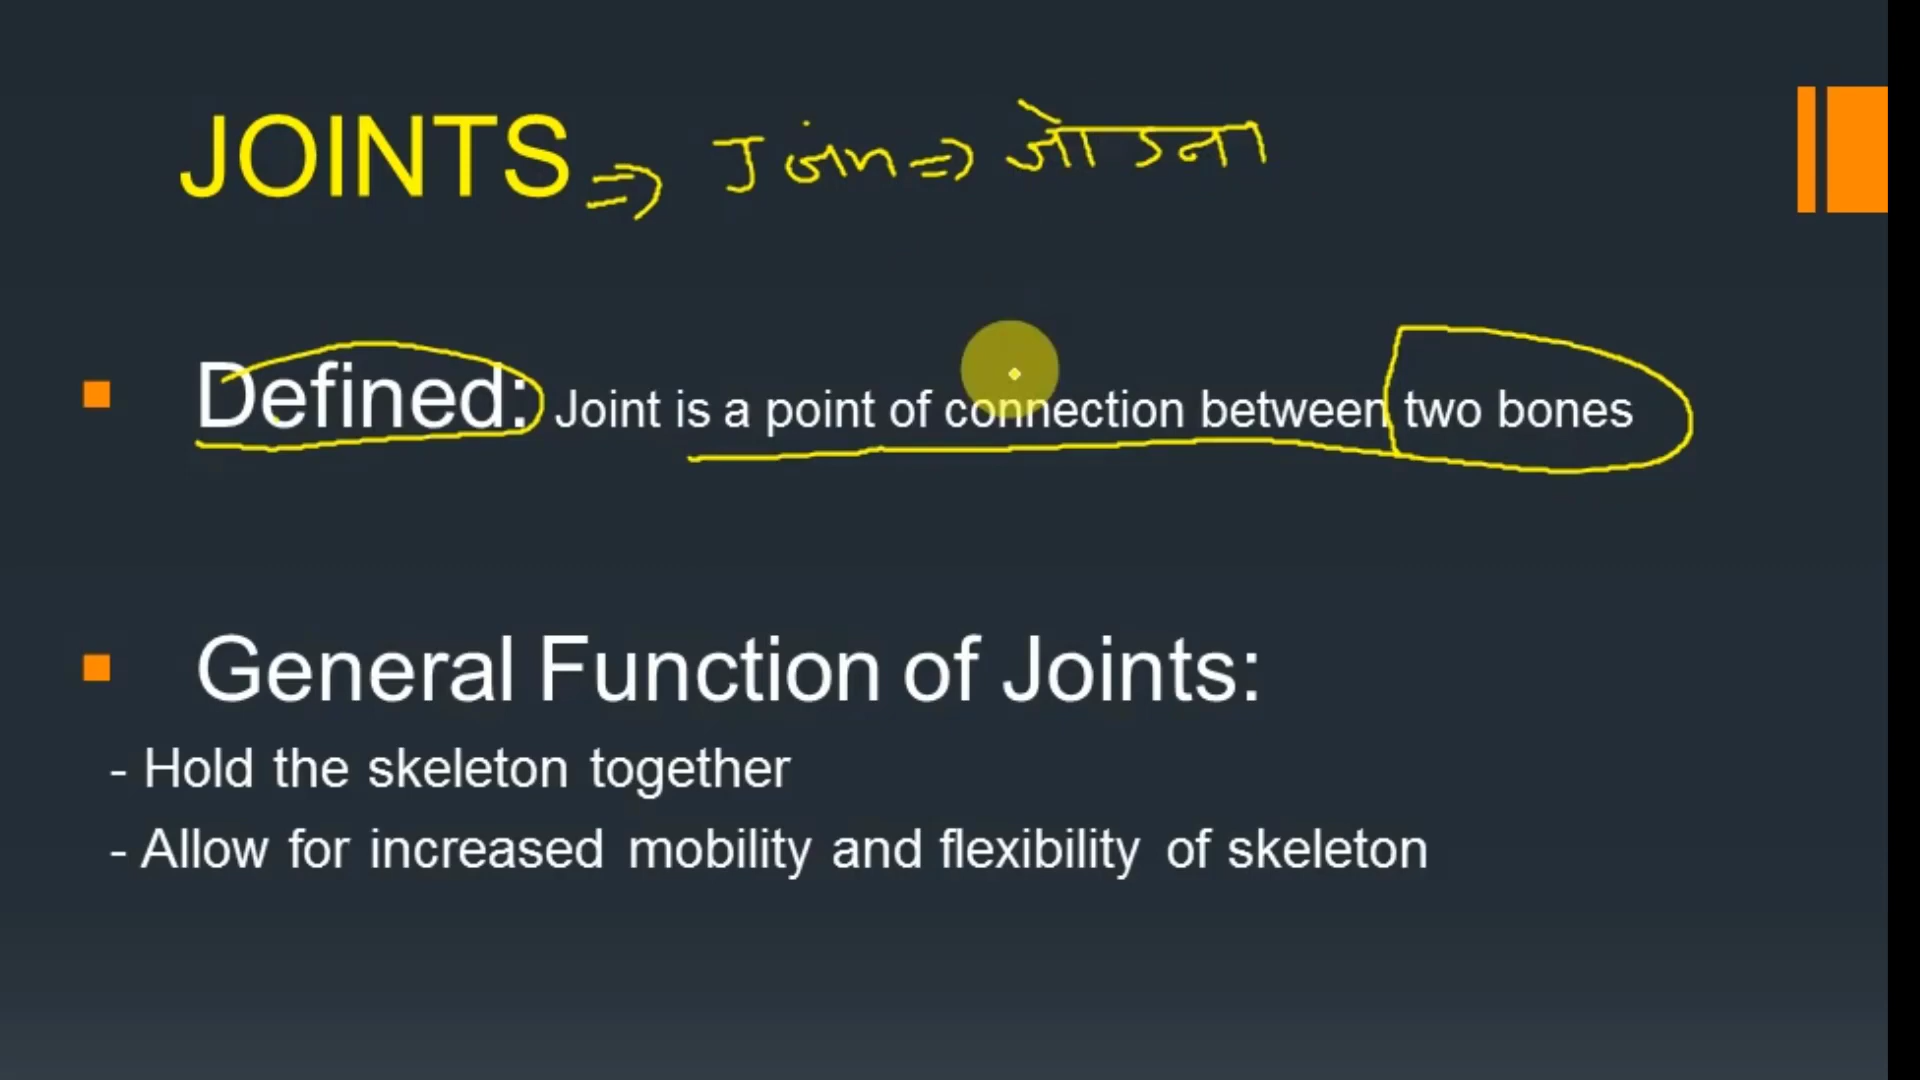 JOINTS => Join => जोडना
Defined: Joint is a point of connection between two bones
General Function of Joints:
- Hold the skeleton together
- Allow for increased mobility and flexibility of skeleton